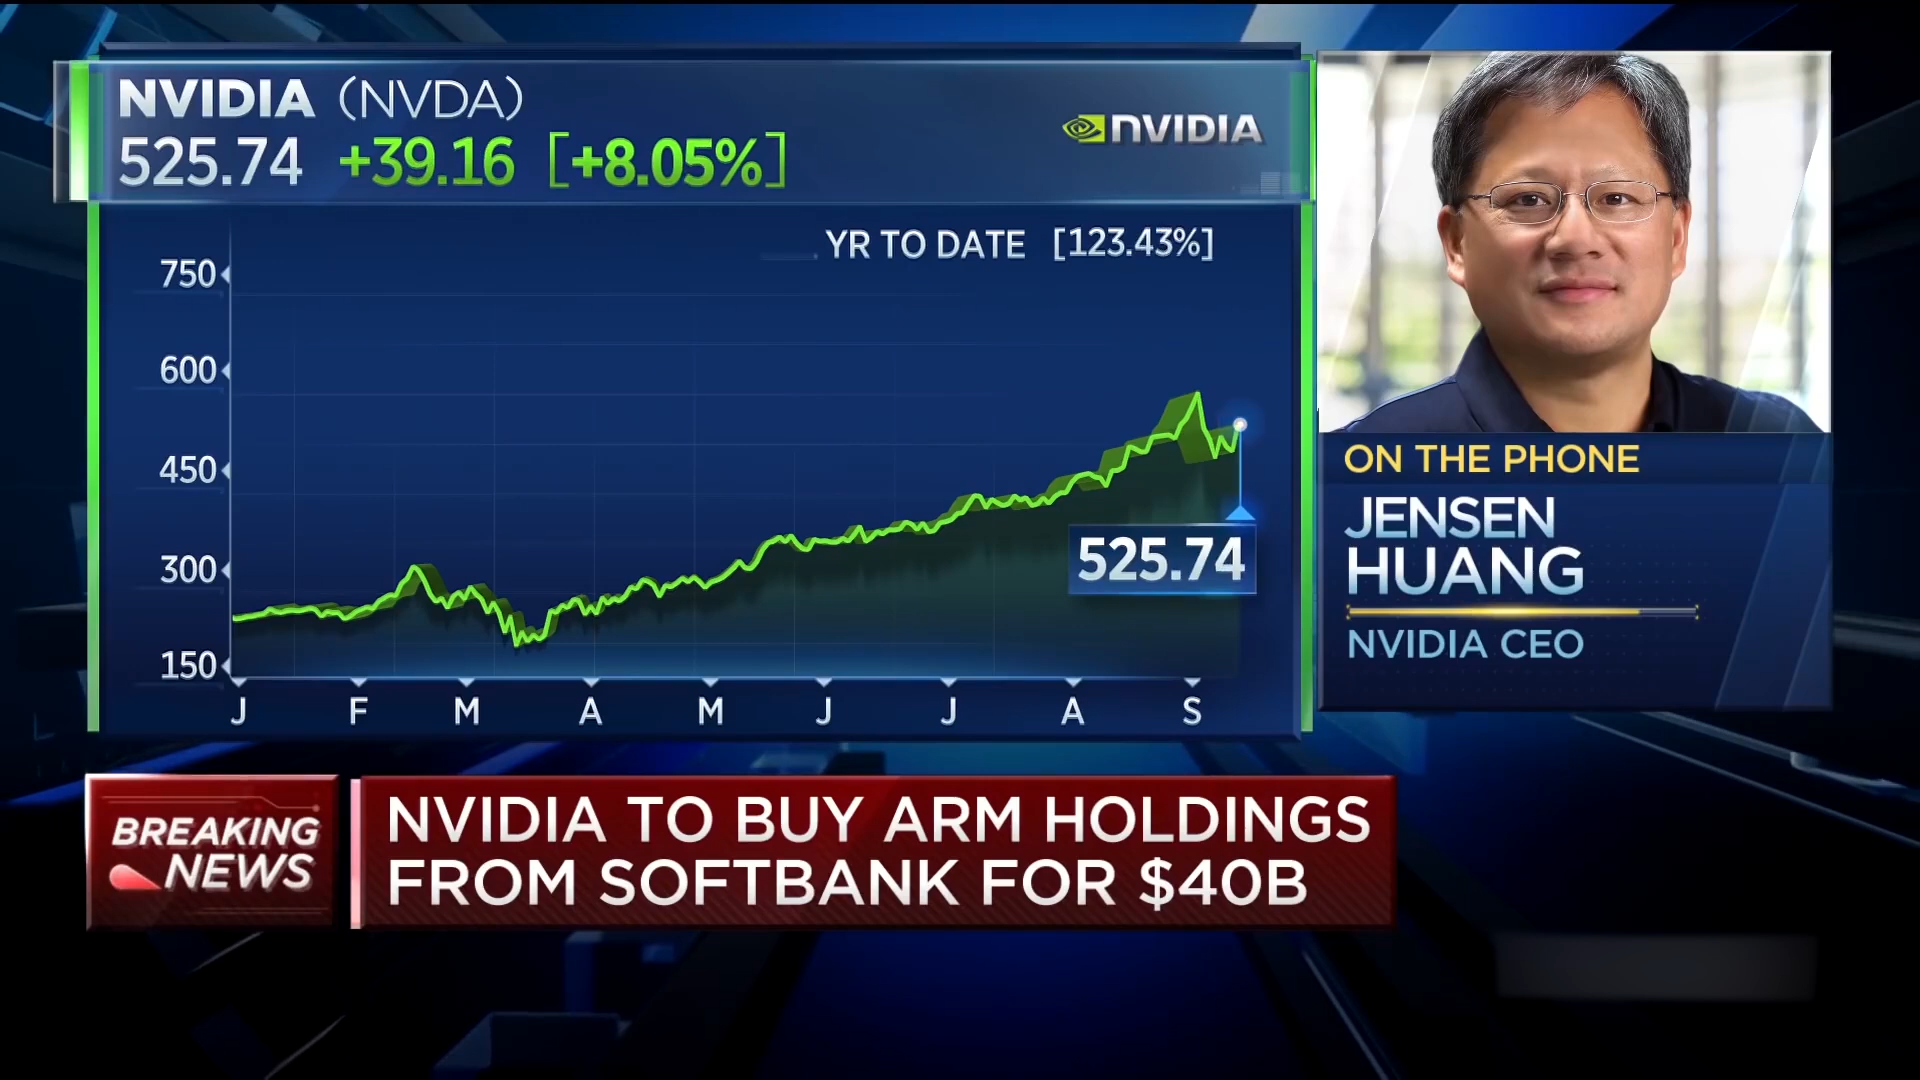 NVIDIA (NVDA)
525.74 +39.16 [+8.05%]
NVIDIA
YR TO DATE [123.43%]
750
600
450
300
150
525.74
J F M A M J J A S
ON THE PHONE
JENSEN
HUANG
NVIDIA CEO
BREAKING
NEWS
NVIDIA TO BUY ARM HOLDINGS
FROM SOFTBANK FOR $40B